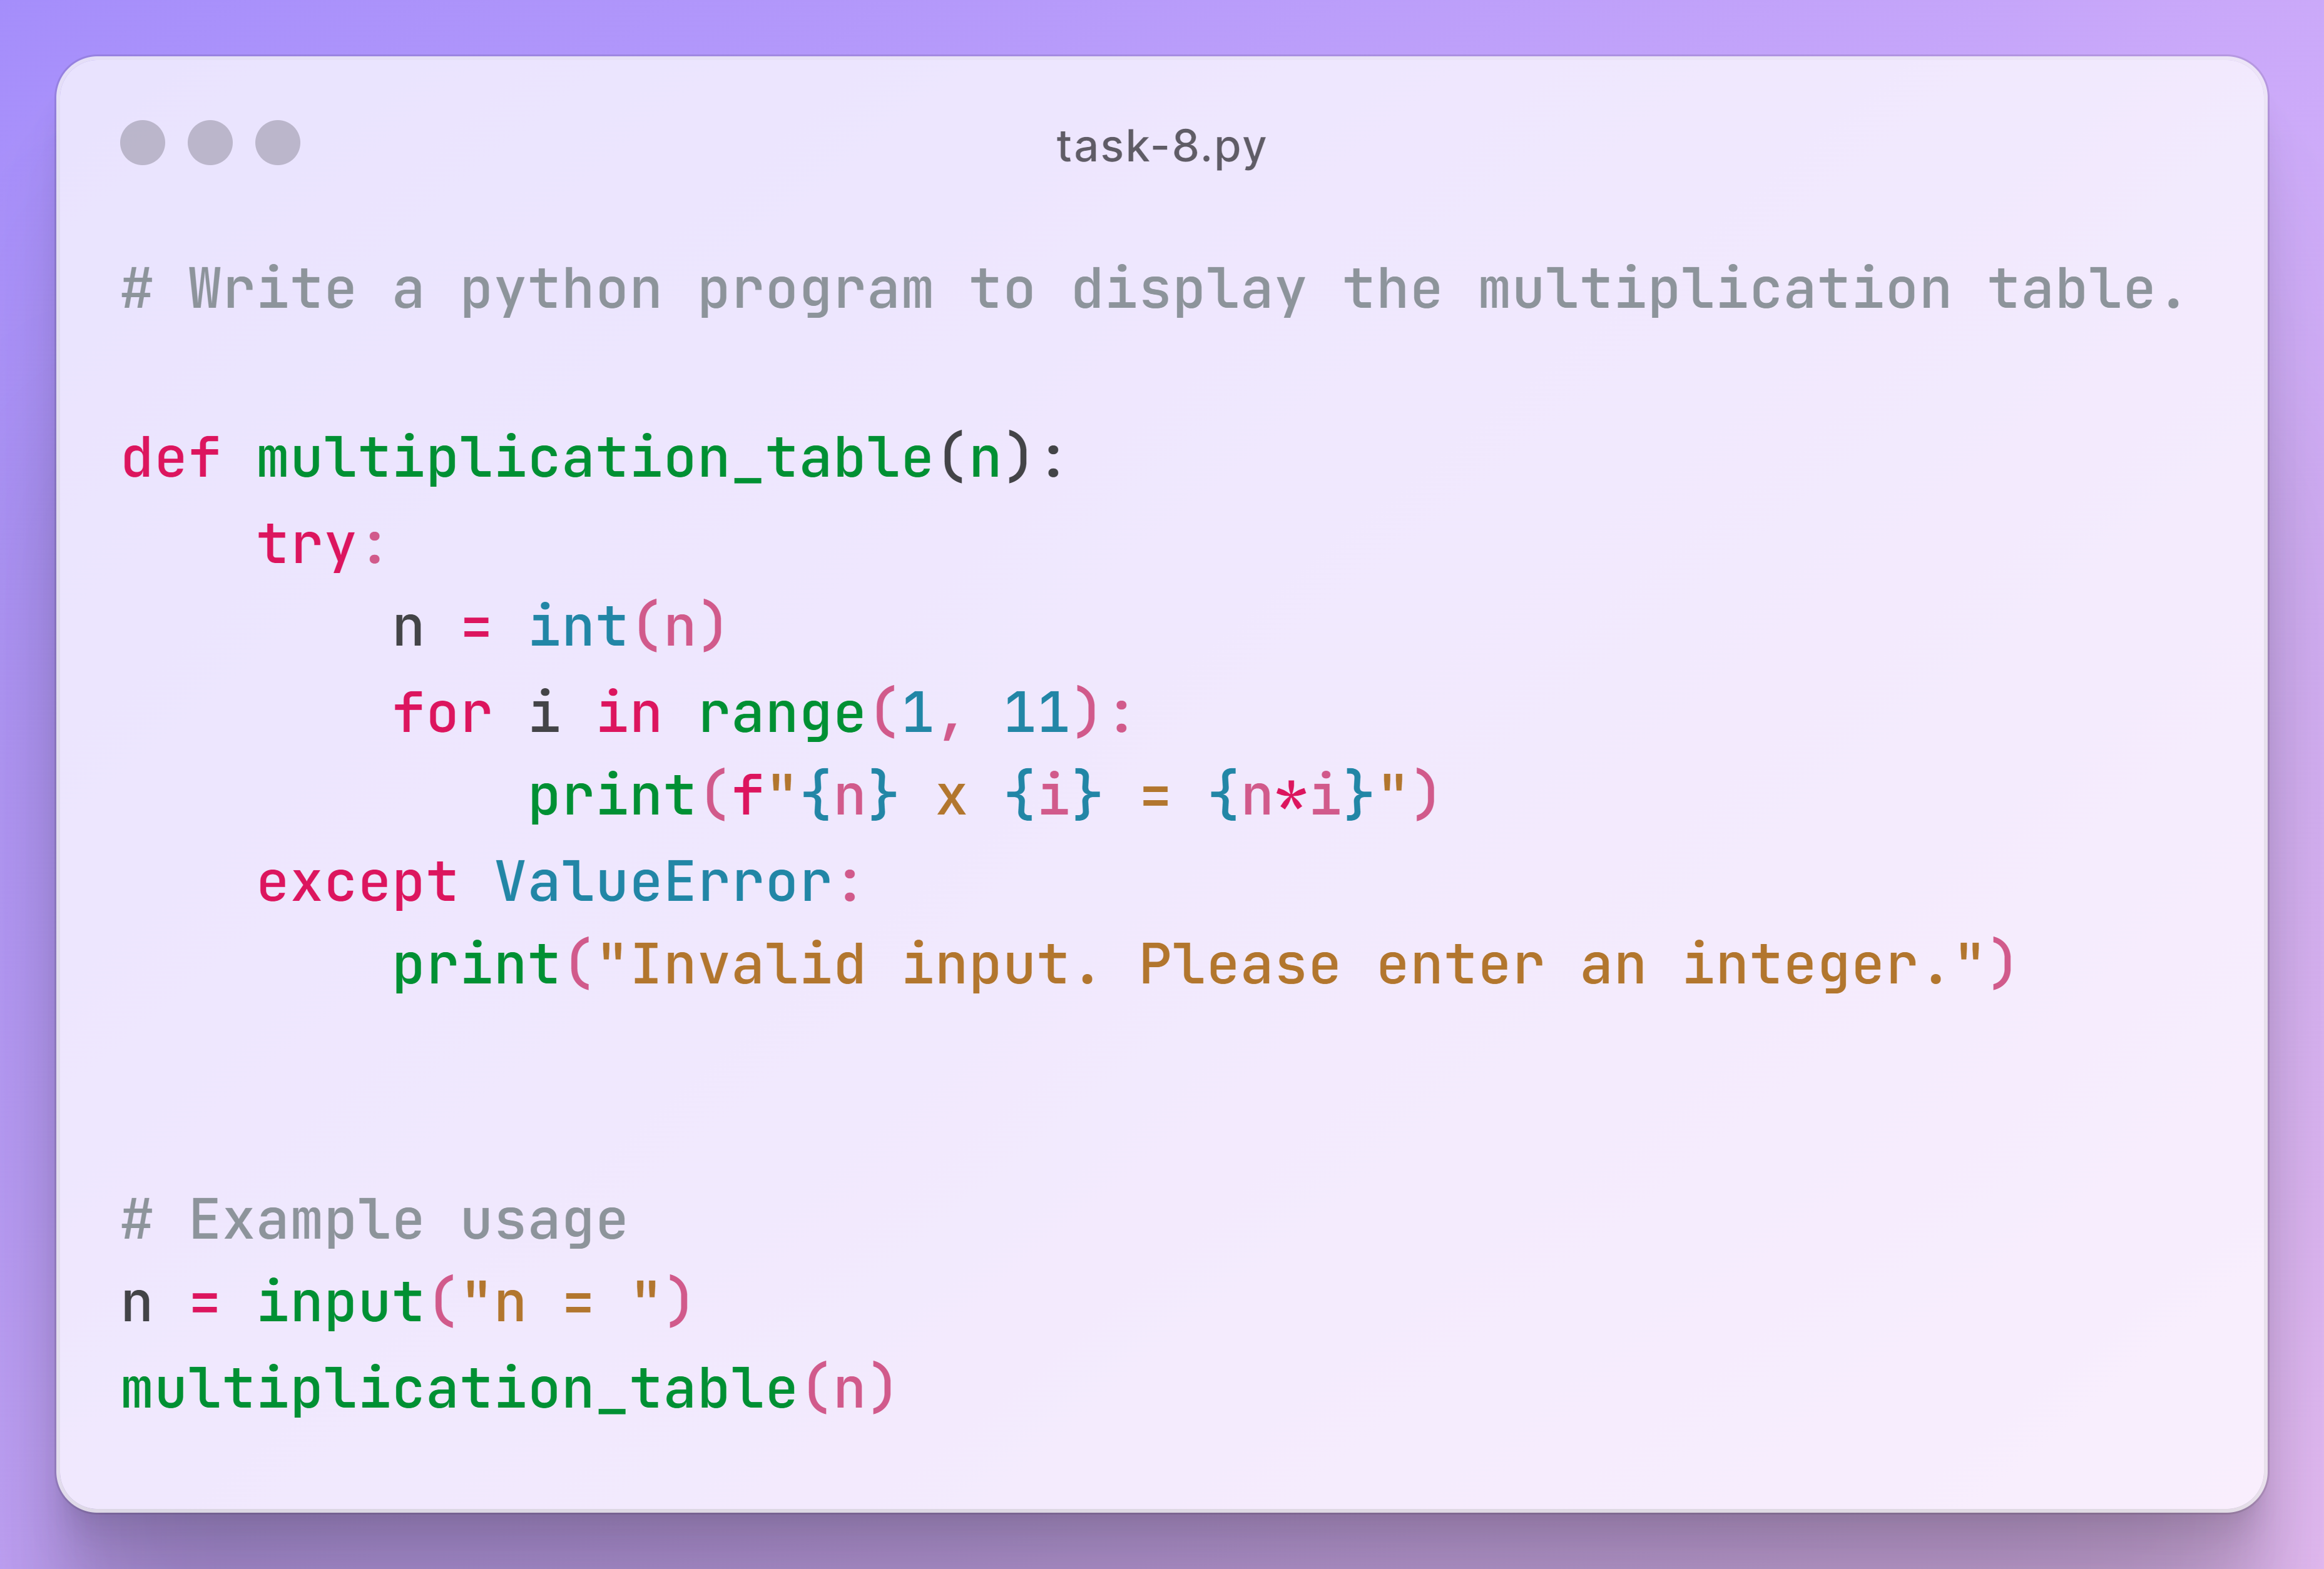 task-8.py
# Write a python program to display the multiplication table.
def multiplication_table(n):
    try:
        n = int(n)
        for i in range(1, 11):
            print(f"{n} x {i} = {n*i}")
    except ValueError:
        print("Invalid input. Please enter an integer.")
# Example usage
n = input("n = ")
multiplication_table(n)